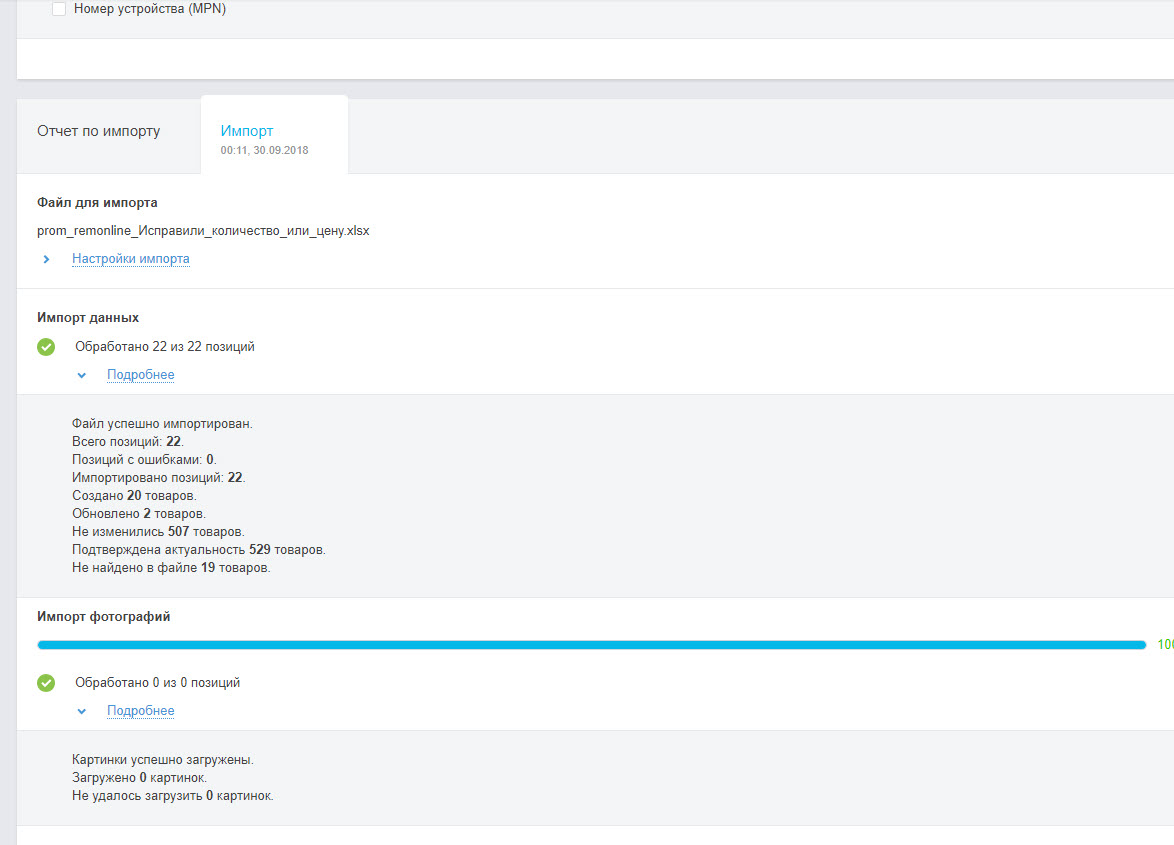 Номер устройства (MPN)
Отчет по импорту
Импорт
00:11, 30.09.2018
Файл для импорта
prom_remonline_Исправили_количество_или_цену.xlsx
Настройки импорта
Импорт данных
Обработано 22 из 22 позиций
Подробнее
Файл успешно импортирован.
Всего позиций: 22.
Позиций с ошибками: 0.
Импортировано позиций: 22.
Создано 20 товаров.
Обновлено 2 товаров.
Не изменились 507 товаров.
Подтверждена актуальность 529 товаров.
Не найдено в файле 19 товаров.
Импорт фотографий
Обработано 0 из 0 позиций
Подробнее
Картинки успешно загружены.
Загружено 0 картинок.
Не удалось загрузить 0 картинок.